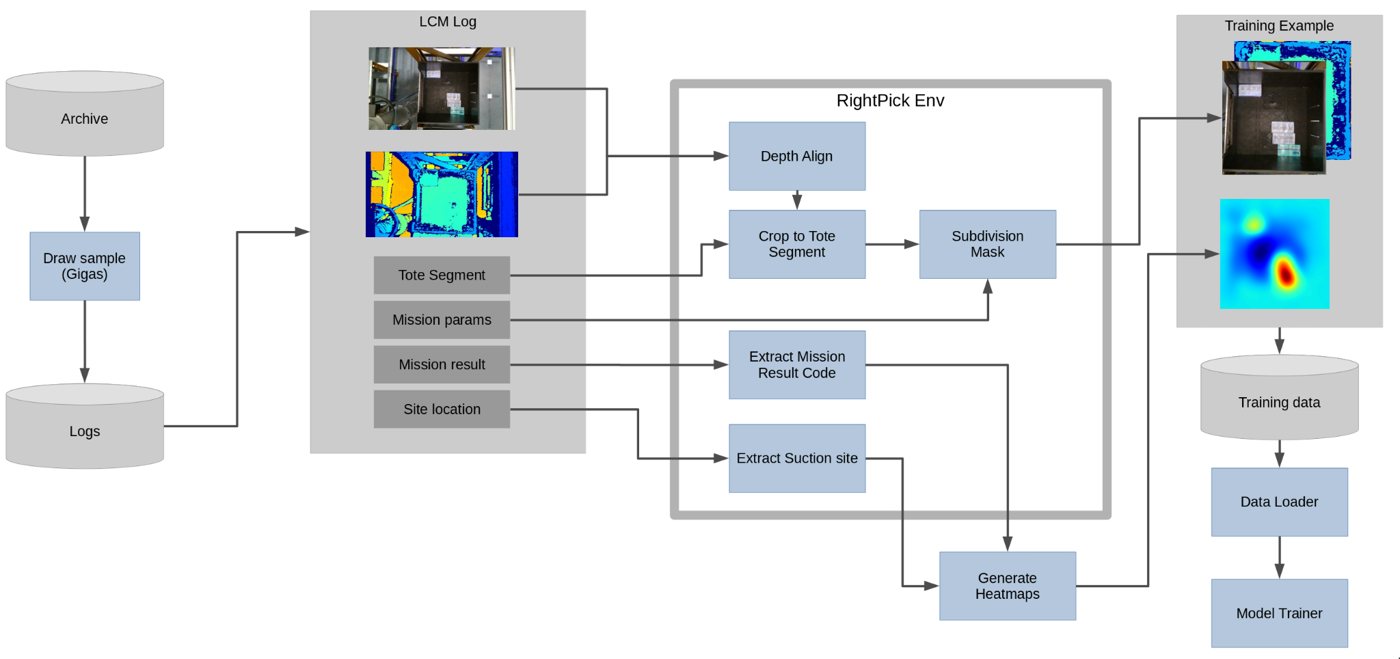 LCM Log
Training Example
RightPick Env
Archive
Depth Align
Draw sample
(Gigas)
Crop to Tote
Segment
Subdivision
Mask
Tote Segment
Mission params
Mission result
Extract Mission
Result Code
Site location
Training data
Logs
Extract Suction site
Data Loader
Generate
Heatmaps
Model Trainer